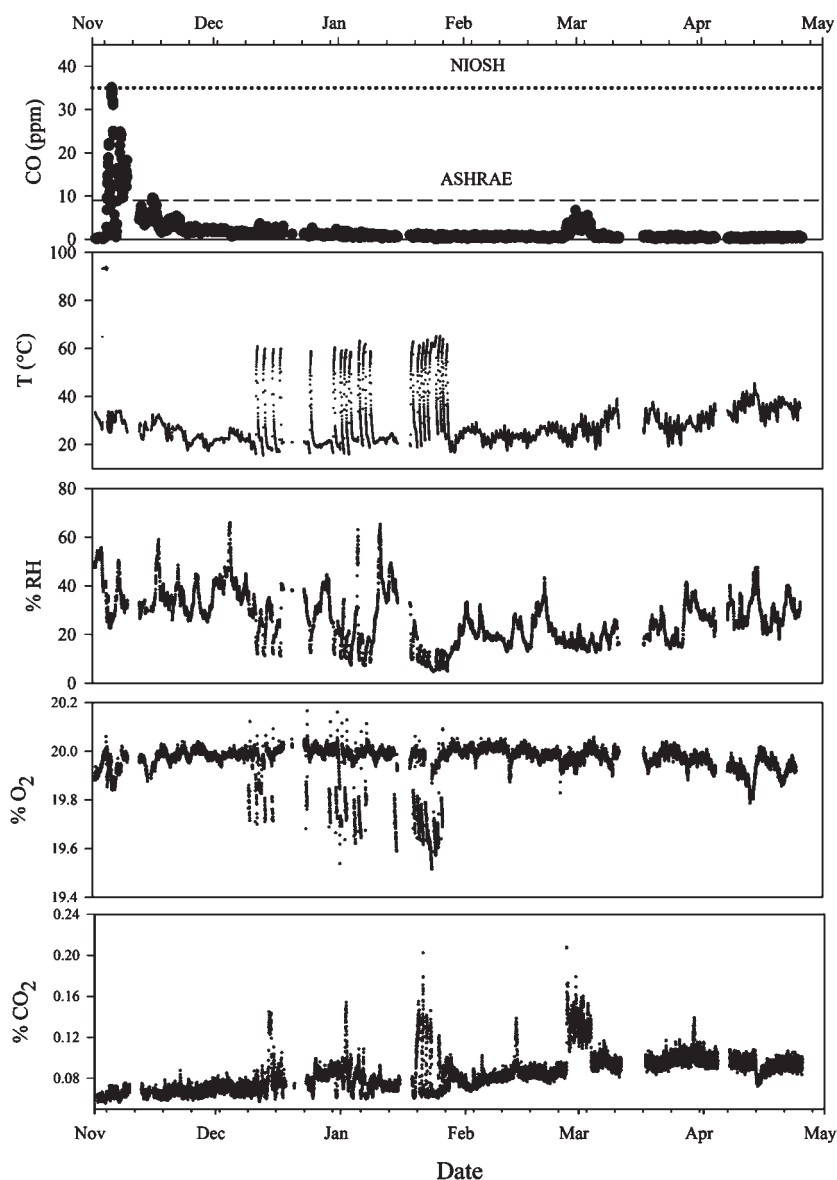 Nov Dec Jan Feb Mar Apr May
40
NIOSH
30
CO (ppm)
20
ASHRAE
10
0
100
80
T (°C)
60
40
20
80
60
% RH
40
20
0
20.2
20.0
% O2
19.8
19.6
19.4
0.24
0.20
% CO2
0.16
0.12
0.08
Nov Dec Jan Feb Mar Apr May
Date